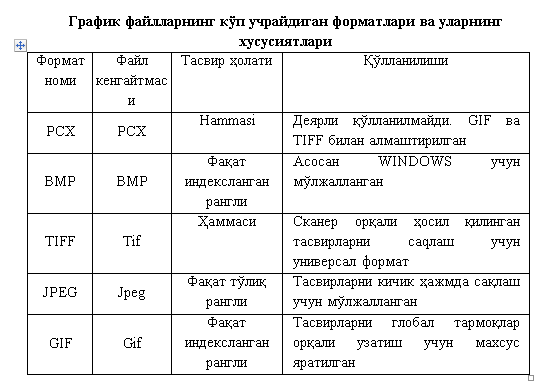 График файлларнинг кўп учрайдиган форматлари ва уларнинг
хусусиятлари
Формат
номи
Файл
кенгайтмас
и
Тасвир ҳолати
Қўлланилиши
PCX
PCX
Hammasi
Деярли қўлланилмайди. GIF ва
TIFF билан алмаштирилган
BMP
BMP
Фақат
индексланган
рангли
Асосан WINDOWS учун
мўлжалланган
TIFF
Tif
Ҳаммаси
Сканер орқали ҳосил қилинган
тасвирларни сақлаш учун
универсал формат
JPEG
Jpeg
Фақат тўлиқ
рангли
Тасвирларни кичик ҳажмда сақлаш
учун мўлжалланган
GIF
Gif
Фақат
индексланган
рангли
Тасвирларни глобал тармоқлар
орқали узатиш учун махсус
яратилган